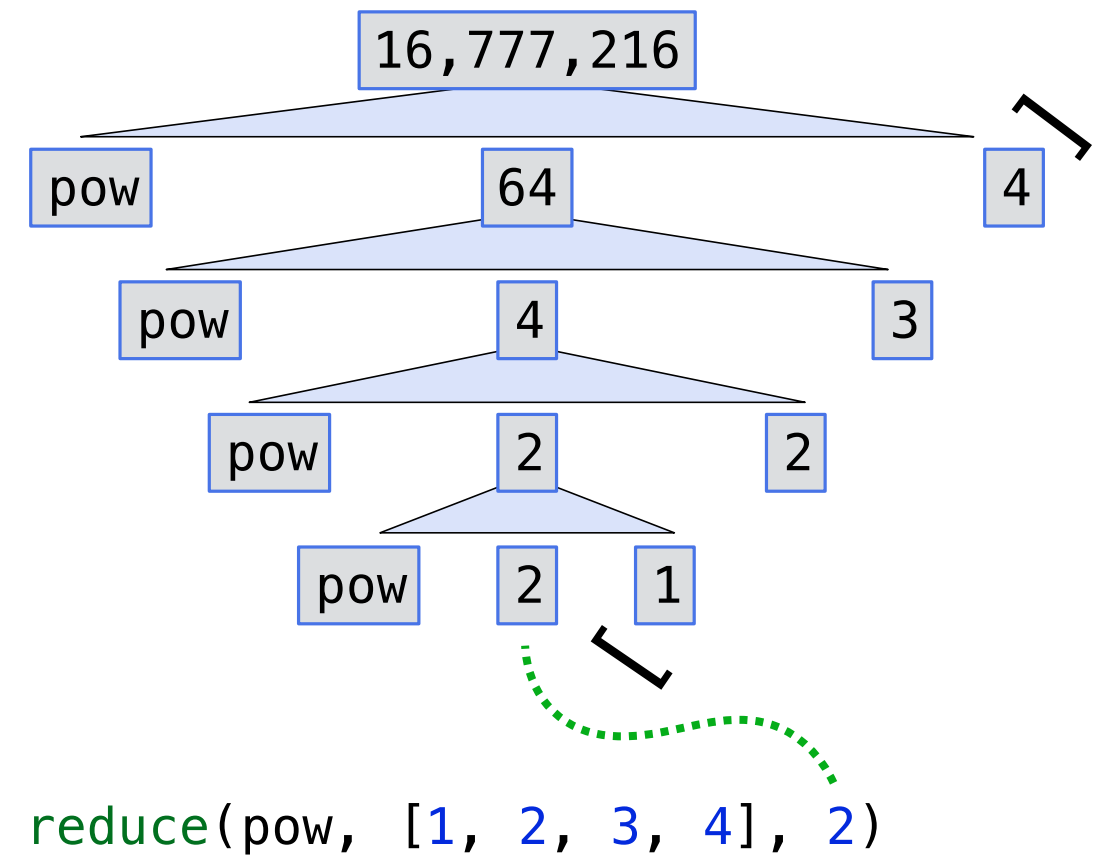 16,777,216
pow 64 4
pow 4 3
pow 2 2
pow 2 1
reduce(pow, [1, 2, 3, 4], 2)